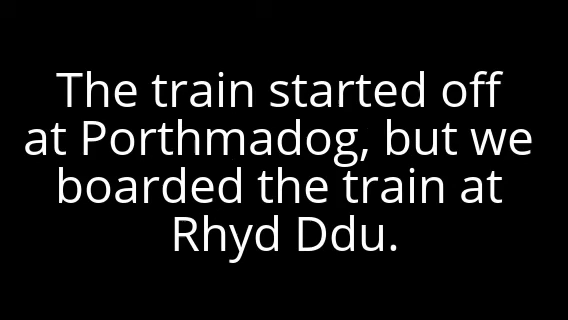 The train started off
at Porthmadog, but we
boarded the train at
Rhyd Ddu.